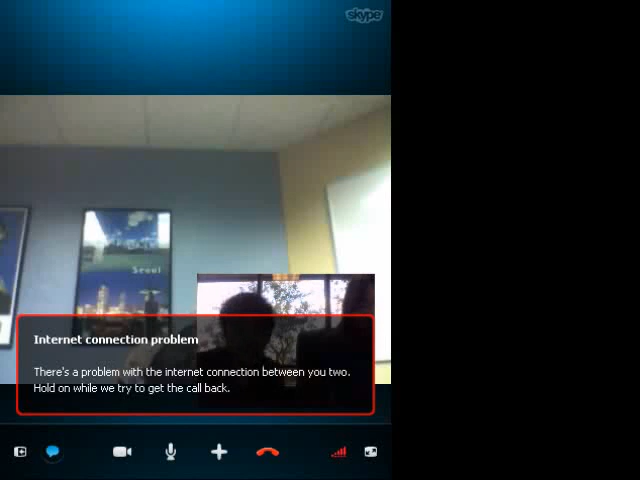 skype
Seoul
Internet connection problem
There's a problem with the internet connection between you two.
Hold on while we try to get the call back.